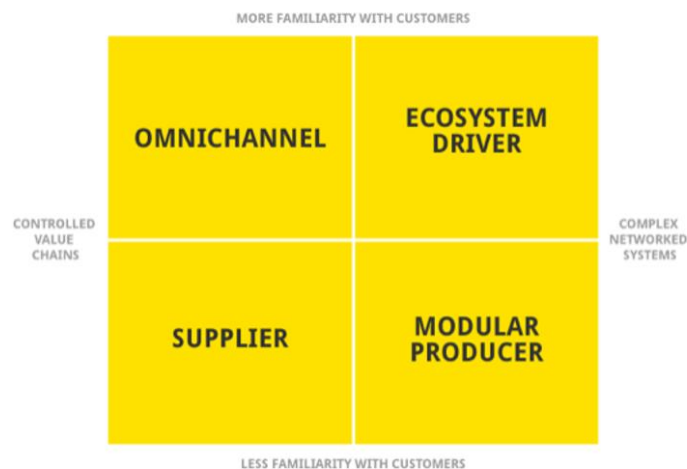 MORE FAMILIARITY WITH CUSTOMERS
OMNICHANNEL
ECOSYSTEM
DRIVER
CONTROLLED
VALUE
CHAINS
COMPLEX
NETWORKED
SYSTEMS
SUPPLIER
MODULAR
PRODUCER
LESS FAMILIARITY WITH CUSTOMERS